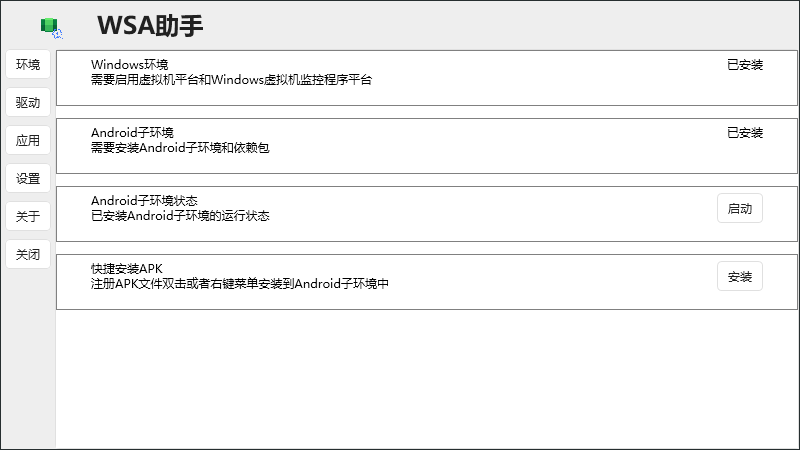 WSA助手
环境
驱动
应用
设置
关于
关闭
Windows环境
需要启用虚拟机平台和Windows虚拟机监控程序平台
已安装
Android子环境
需要安装Android子环境和依赖包
已安装
Android子环境状态
已安装Android子环境的运行状态
启动
快捷安装APK
注册APK文件双击或者右键菜单安装到Android子环境中
安装